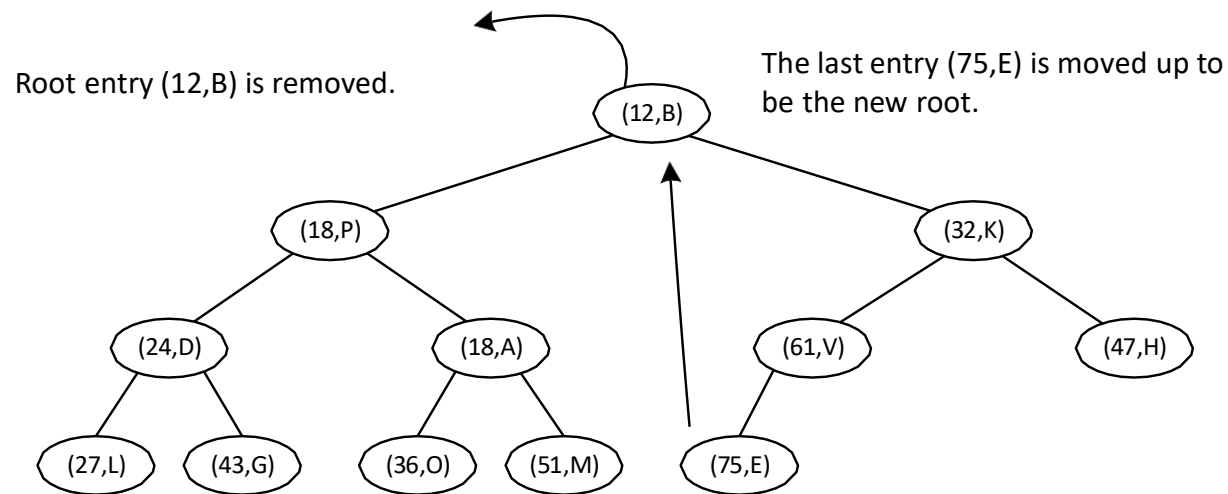 Root entry (12,B) is removed.
The last entry (75,E) is moved up to
be the new root.
(12,B)
(18,P)
(32,K)
(24,D)
(18,A)
(61,V)
(47,H)
(27,L)
(43,G)
(36,O)
(51,M)
(75,E)